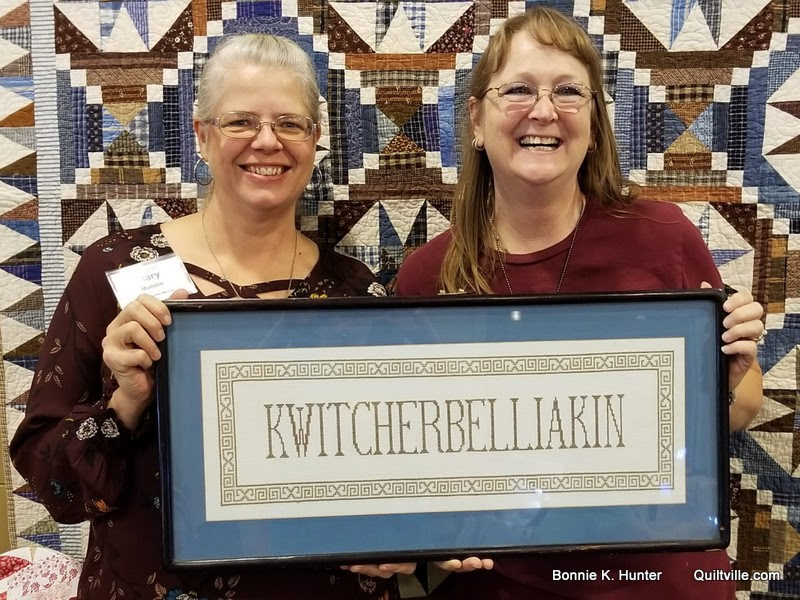 KWITCHERBELLIAKIN
Bonnie K. Hunter Quiltville.com